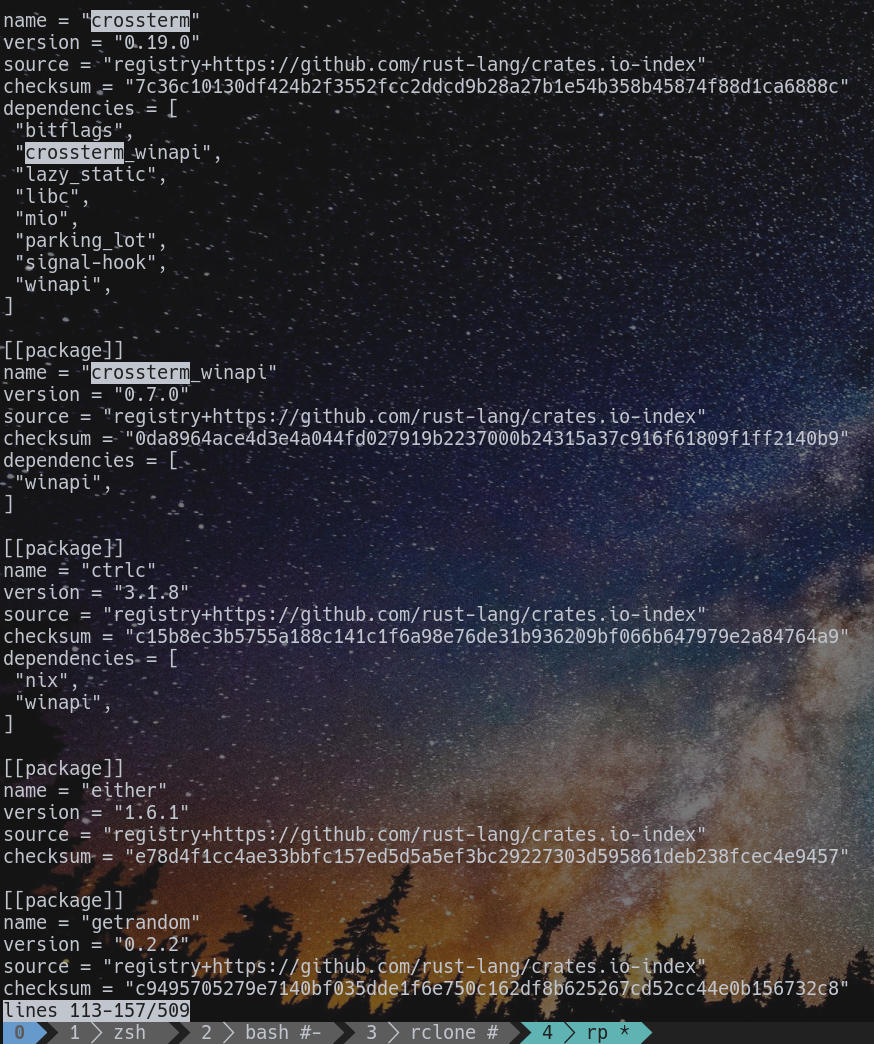 name = "crossterm"
version = "0.19.0"
source = "registry+https://github.com/rust-lang/crates.io-index"
checksum = "7c36c10130df424b2f3552fcc2ddcd9b28a27b1e54b358b45874f88d1ca6888c"
dependencies = [
 "bitflags",
 "crossterm_winapi",
 "lazy_static",
 "libc",
 "mio",
 "parking_lot",
 "signal-hook",
 "winapi",
]

[[package]]
name = "crossterm_winapi"
version = "0.7.0"
source = "registry+https://github.com/rust-lang/crates.io-index"
checksum = "0da8964ace4d3e4a044fd027919b2237000b24315a37c916f61809f1ff2140b9"
dependencies = [
 "winapi",
]

[[package]]
name = "ctrlc"
version = "3.1.8"
source = "registry+https://github.com/rust-lang/crates.io-index"
checksum = "c15b8ec3b5755a188c141c1f6a98e76de31b936209bf066b647979e2a84764a9"
dependencies = [
 "nix",
 "winapi",
]

[[package]]
name = "either"
version = "1.6.1"
source = "registry+https://github.com/rust-lang/crates.io-index"
checksum = "e78d4f1cc4ae33bbfc157ed5d5a5ef3bc29227303d595861deb238fcec4e9457"

[[package]]
name = "getrandom"
version = "0.2.2"
source = "registry+https://github.com/rust-lang/crates.io-index"
checksum = "c9495705279e7140bf035dde1f6e750c162df8b625267cd52cc44e0b156732c8"
lines 113-157/509
0 1 zsh 2 bash #- 3 rclone # 4 rp *